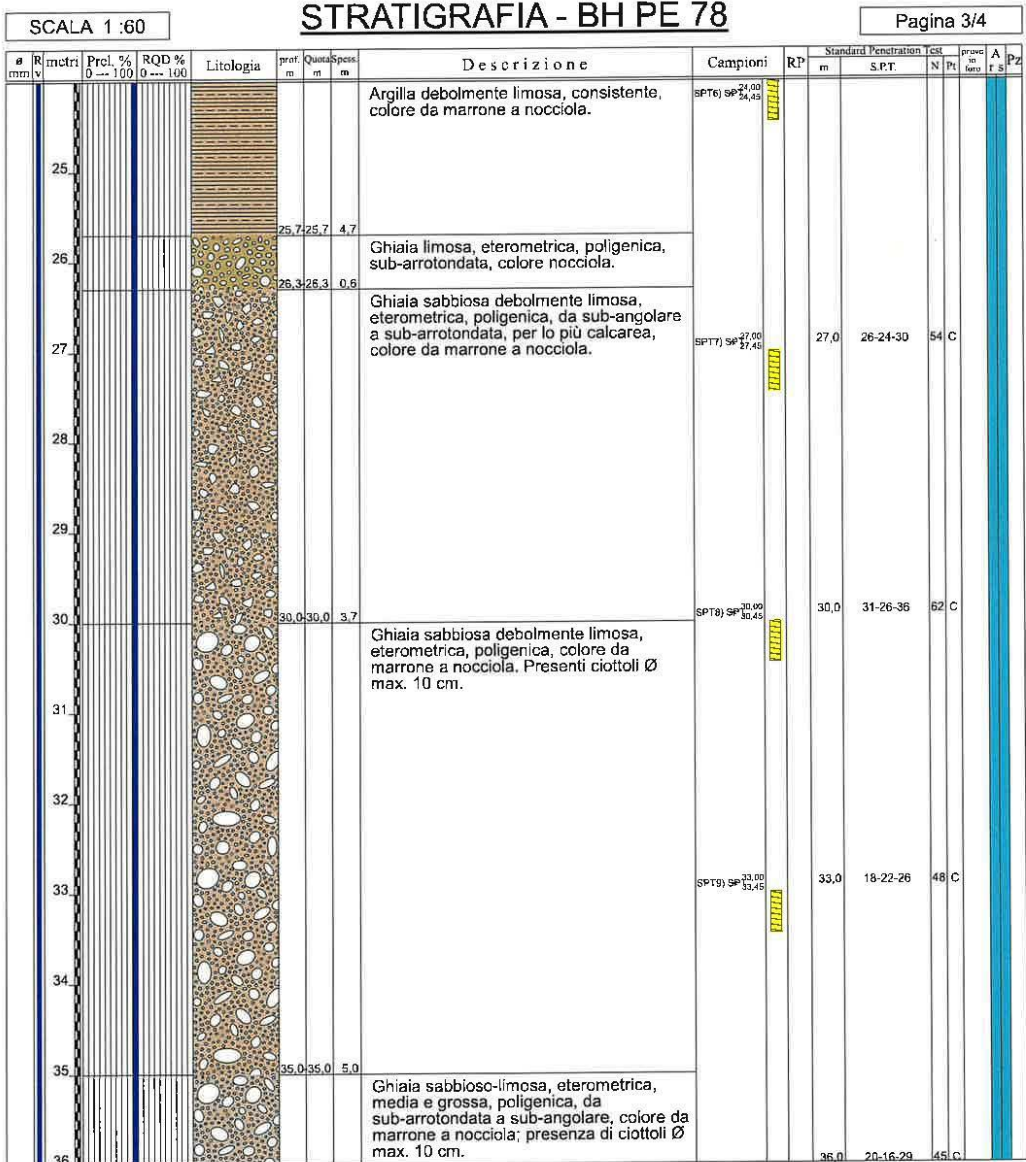 SCALA 1 :60
STRATIGRAFIA - BH PE 78
Pagina 3/4
ø mm
R v
metri
Prel. % 0 --- 100
RQD % 0 --- 100
Litologia
prof. m
Quota m
Spess. m
Descrizione
Campioni
RP
Standard Penetration Test
m
S.P.T.
N
Pt
prove in foro
A r s
Pz
Argilla debolmente limosa, consistente,
colore da marrone a nocciola.
SPT6) SPT 24,00
24,45
25
25,7 -25,7 4,7
Ghiaia limosa, eterometrica, poligenica,
sub-arrotondata, colore nocciola.
26
26,3 -26,3 0,6
Ghiaia sabbiosa debolmente limosa,
eterometrica, poligenica, da sub-angolare
a sub-arrotondata, per lo più calcarea,
colore da marrone a nocciola.
27
SPT7) SPT 27,00
27,45
27,0 26-24-30 54 C
28
29
30
30,0 -30,0 3,7
SPT8) SPT 30,00
30,45
30,0 31-26-36 62 C
Ghiaia sabbiosa debolmente limosa,
eterometrica, poligenica, colore da
marrone a nocciola. Presenti ciottoli Ø
max. 10 cm.
31
32
33
SPT9) SPT 33,00
33,45
33,0 18-22-26 48 C
34
35
35,0 -35,0 5,0
Ghiaia sabbioso-limosa, eterometrica,
media e grossa, poligenica, da
sub-arrotondata a sub-angolare, colore da
marrone a nocciola; presenza di ciottoli Ø
max. 10 cm.
36
36,0 20-16-29 45 C